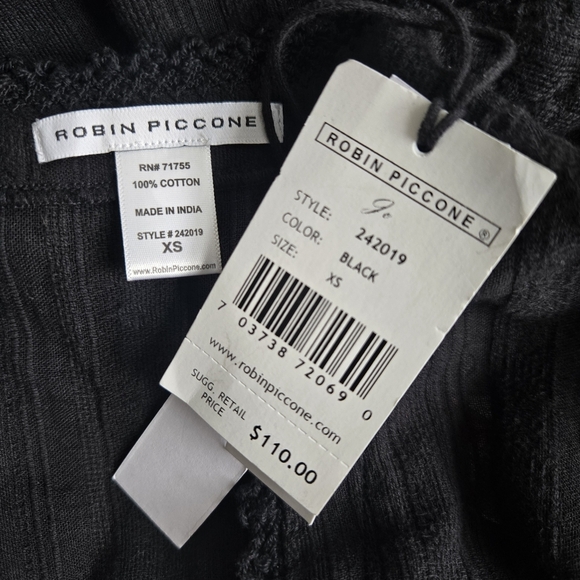 ROBIN PICCONE
RN# 71755
100% COTTON
MADE IN INDIA
STYLE # 242019
XS
www.RobinPiccone.com
ROBIN PICCONE ®
Jo
STYLE: 242019
COLOR: BLACK
SIZE: XS
7 03738 72069 0
www.robinpiccone.com
SUGG. RETAIL
PRICE $110.00